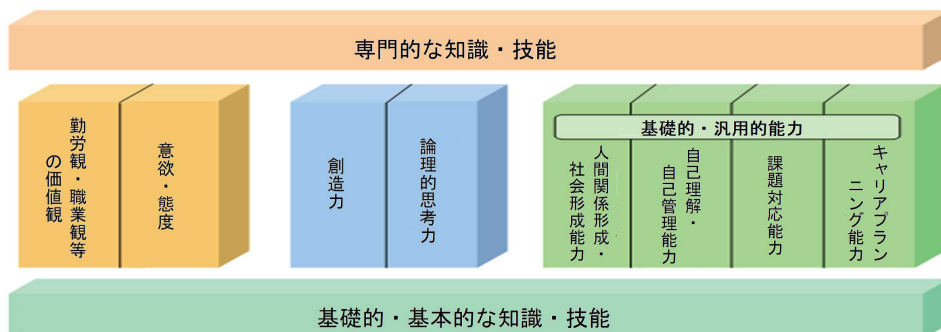 専門的な知識・技能
勤労観・職業観等
の価値観
意欲・態度
創造力
論理的思考力
基礎的・汎用的能力
人間関係形成・
社会形成能力
自己理解・
自己管理能力
課題対応能力
キャリアプラン
ニング能力
基礎的・基本的な知識・技能